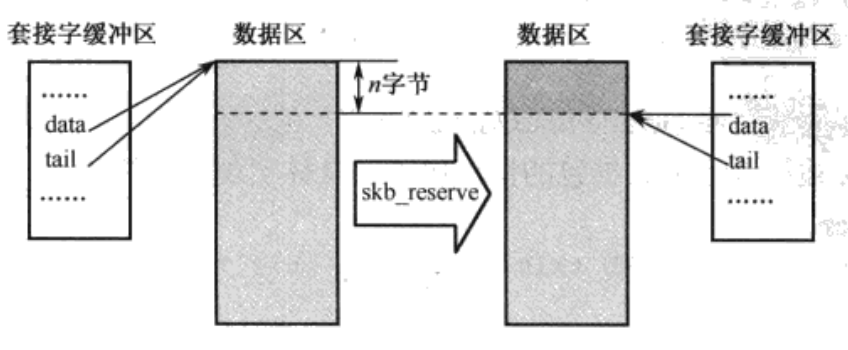 套接字缓冲区
数据区
数据区
套接字缓冲区
......
data
tail
......
n字节
skb_reserve
......
data
tail
......